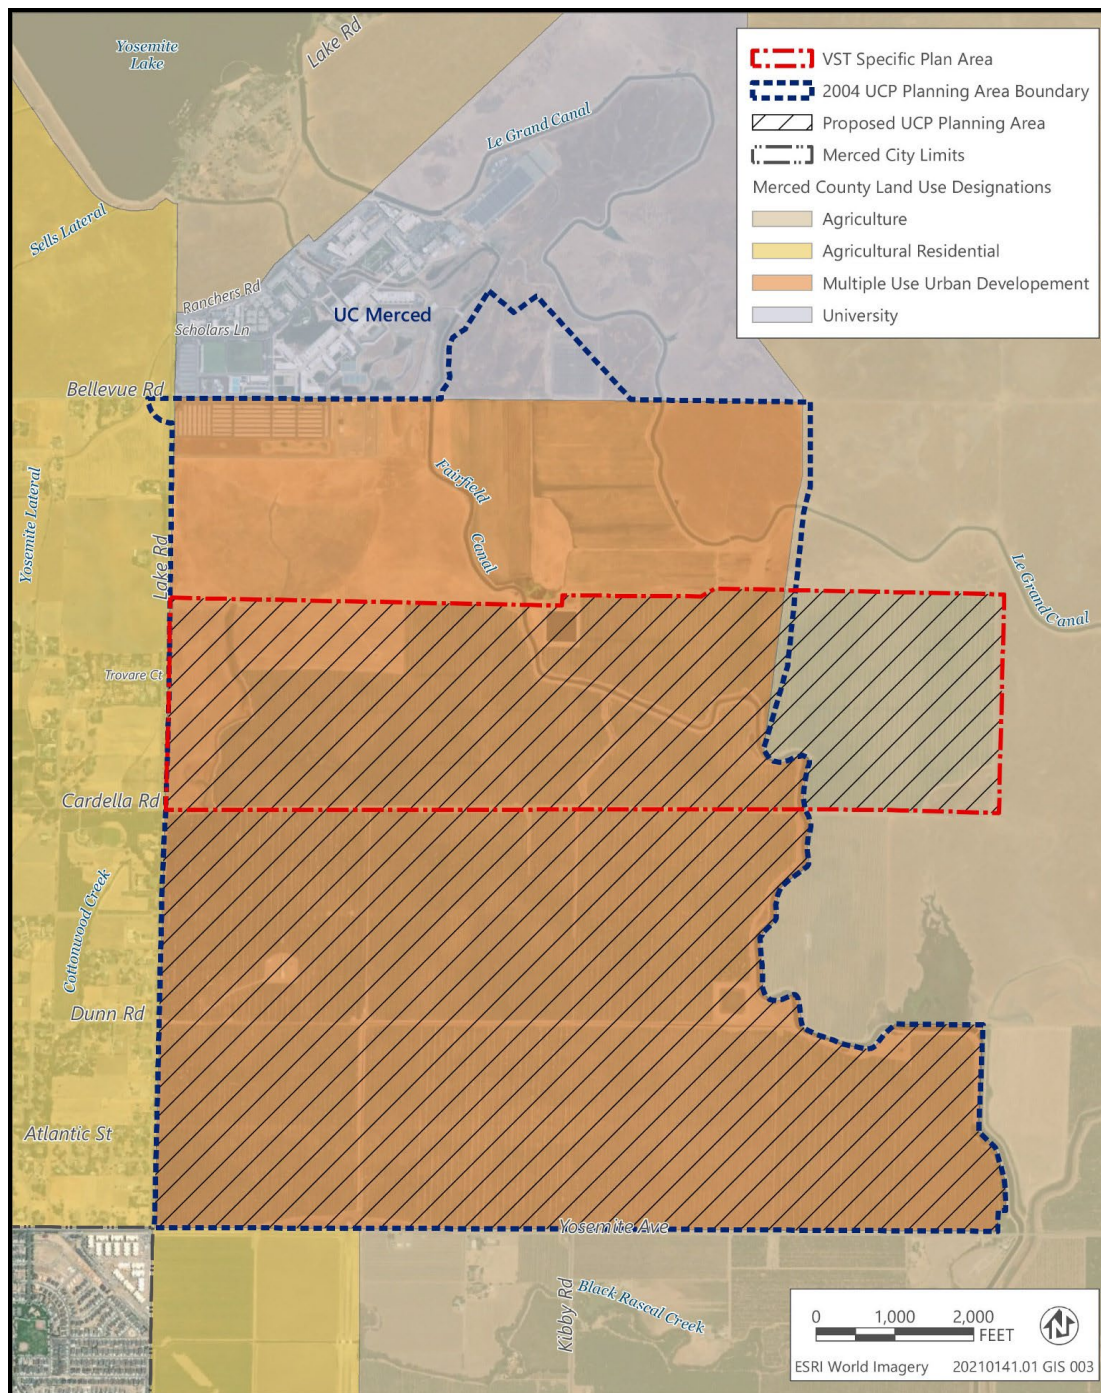 Yosemite
Lake
Lake Rd
Le Grand Canal
VST Specific Plan Area
2004 UCP Planning Area Boundary
Proposed UCP Planning Area
Merced City Limits
Merced County Land Use Designations
Agriculture
Agricultural Residential
Multiple Use Urban Developement
University
Sells Lateral
Ranchers Rd
UC Merced
Scholars Ln
Bellevue Rd
Yosemite Lateral
Fairfield
Canal
Lake Rd
Le Grand Canal
Trovare Ct
Cardella Rd
Cottonwood Creek
Dunn Rd
Atlantic St
Yosemite Ave
Kibby Rd
Black Rascal Creek
0 1,000 2,000
FEET
ESRI World Imagery 20210141.01 GIS 003